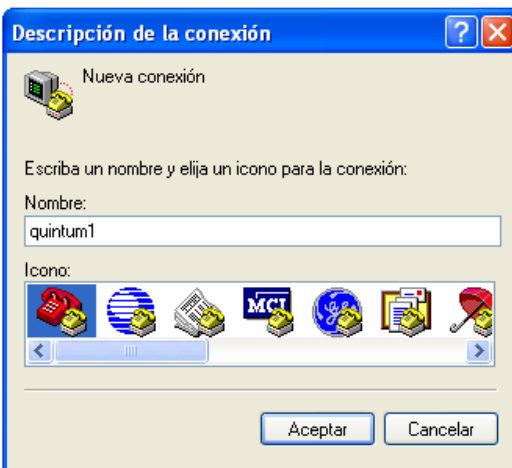 Descripción de la conexión
Nueva conexión
Escriba un nombre y elija un icono para la conexión:
Nombre:
quintum1
Icono:
MCI
Aceptar
Cancelar